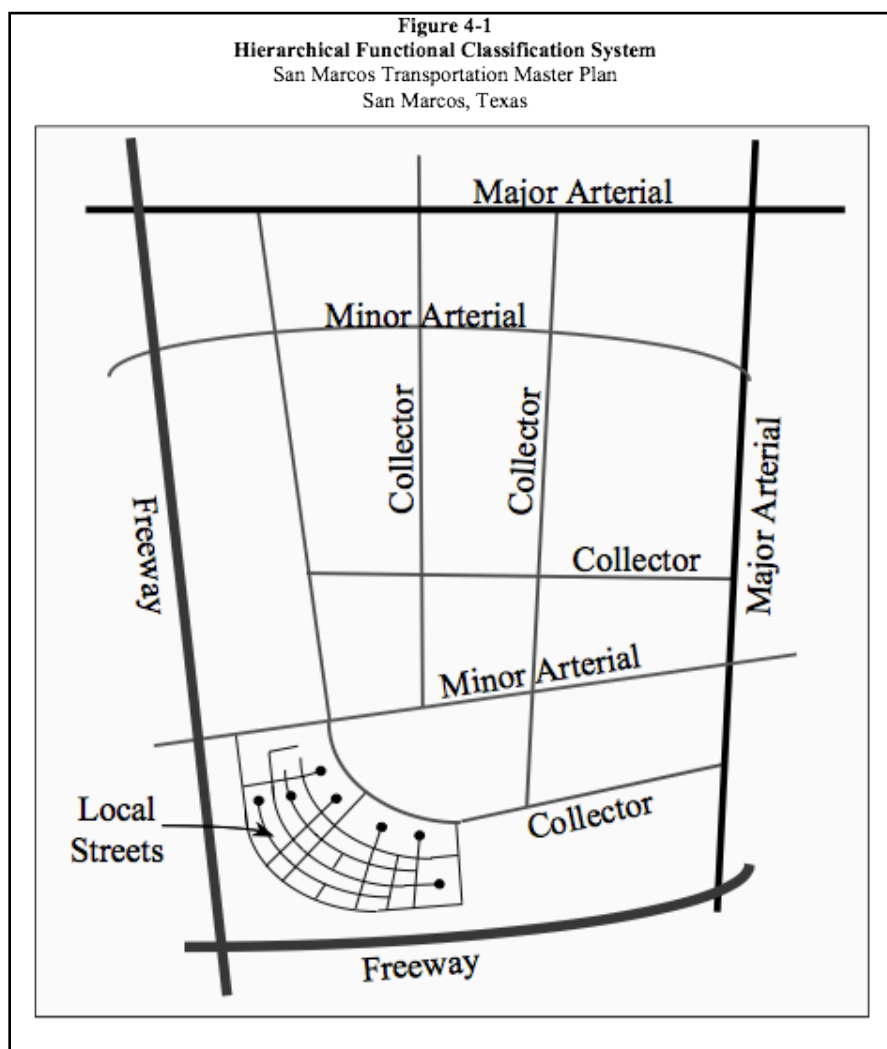 Figure 4-1
Hierarchical Functional Classification System
San Marcos Transportation Master Plan
San Marcos, Texas
Major Arterial
Minor Arterial
Collector
Collector
Freeway
Major Arterial
Collector
Minor Arterial
Local
Streets
Collector
Freeway